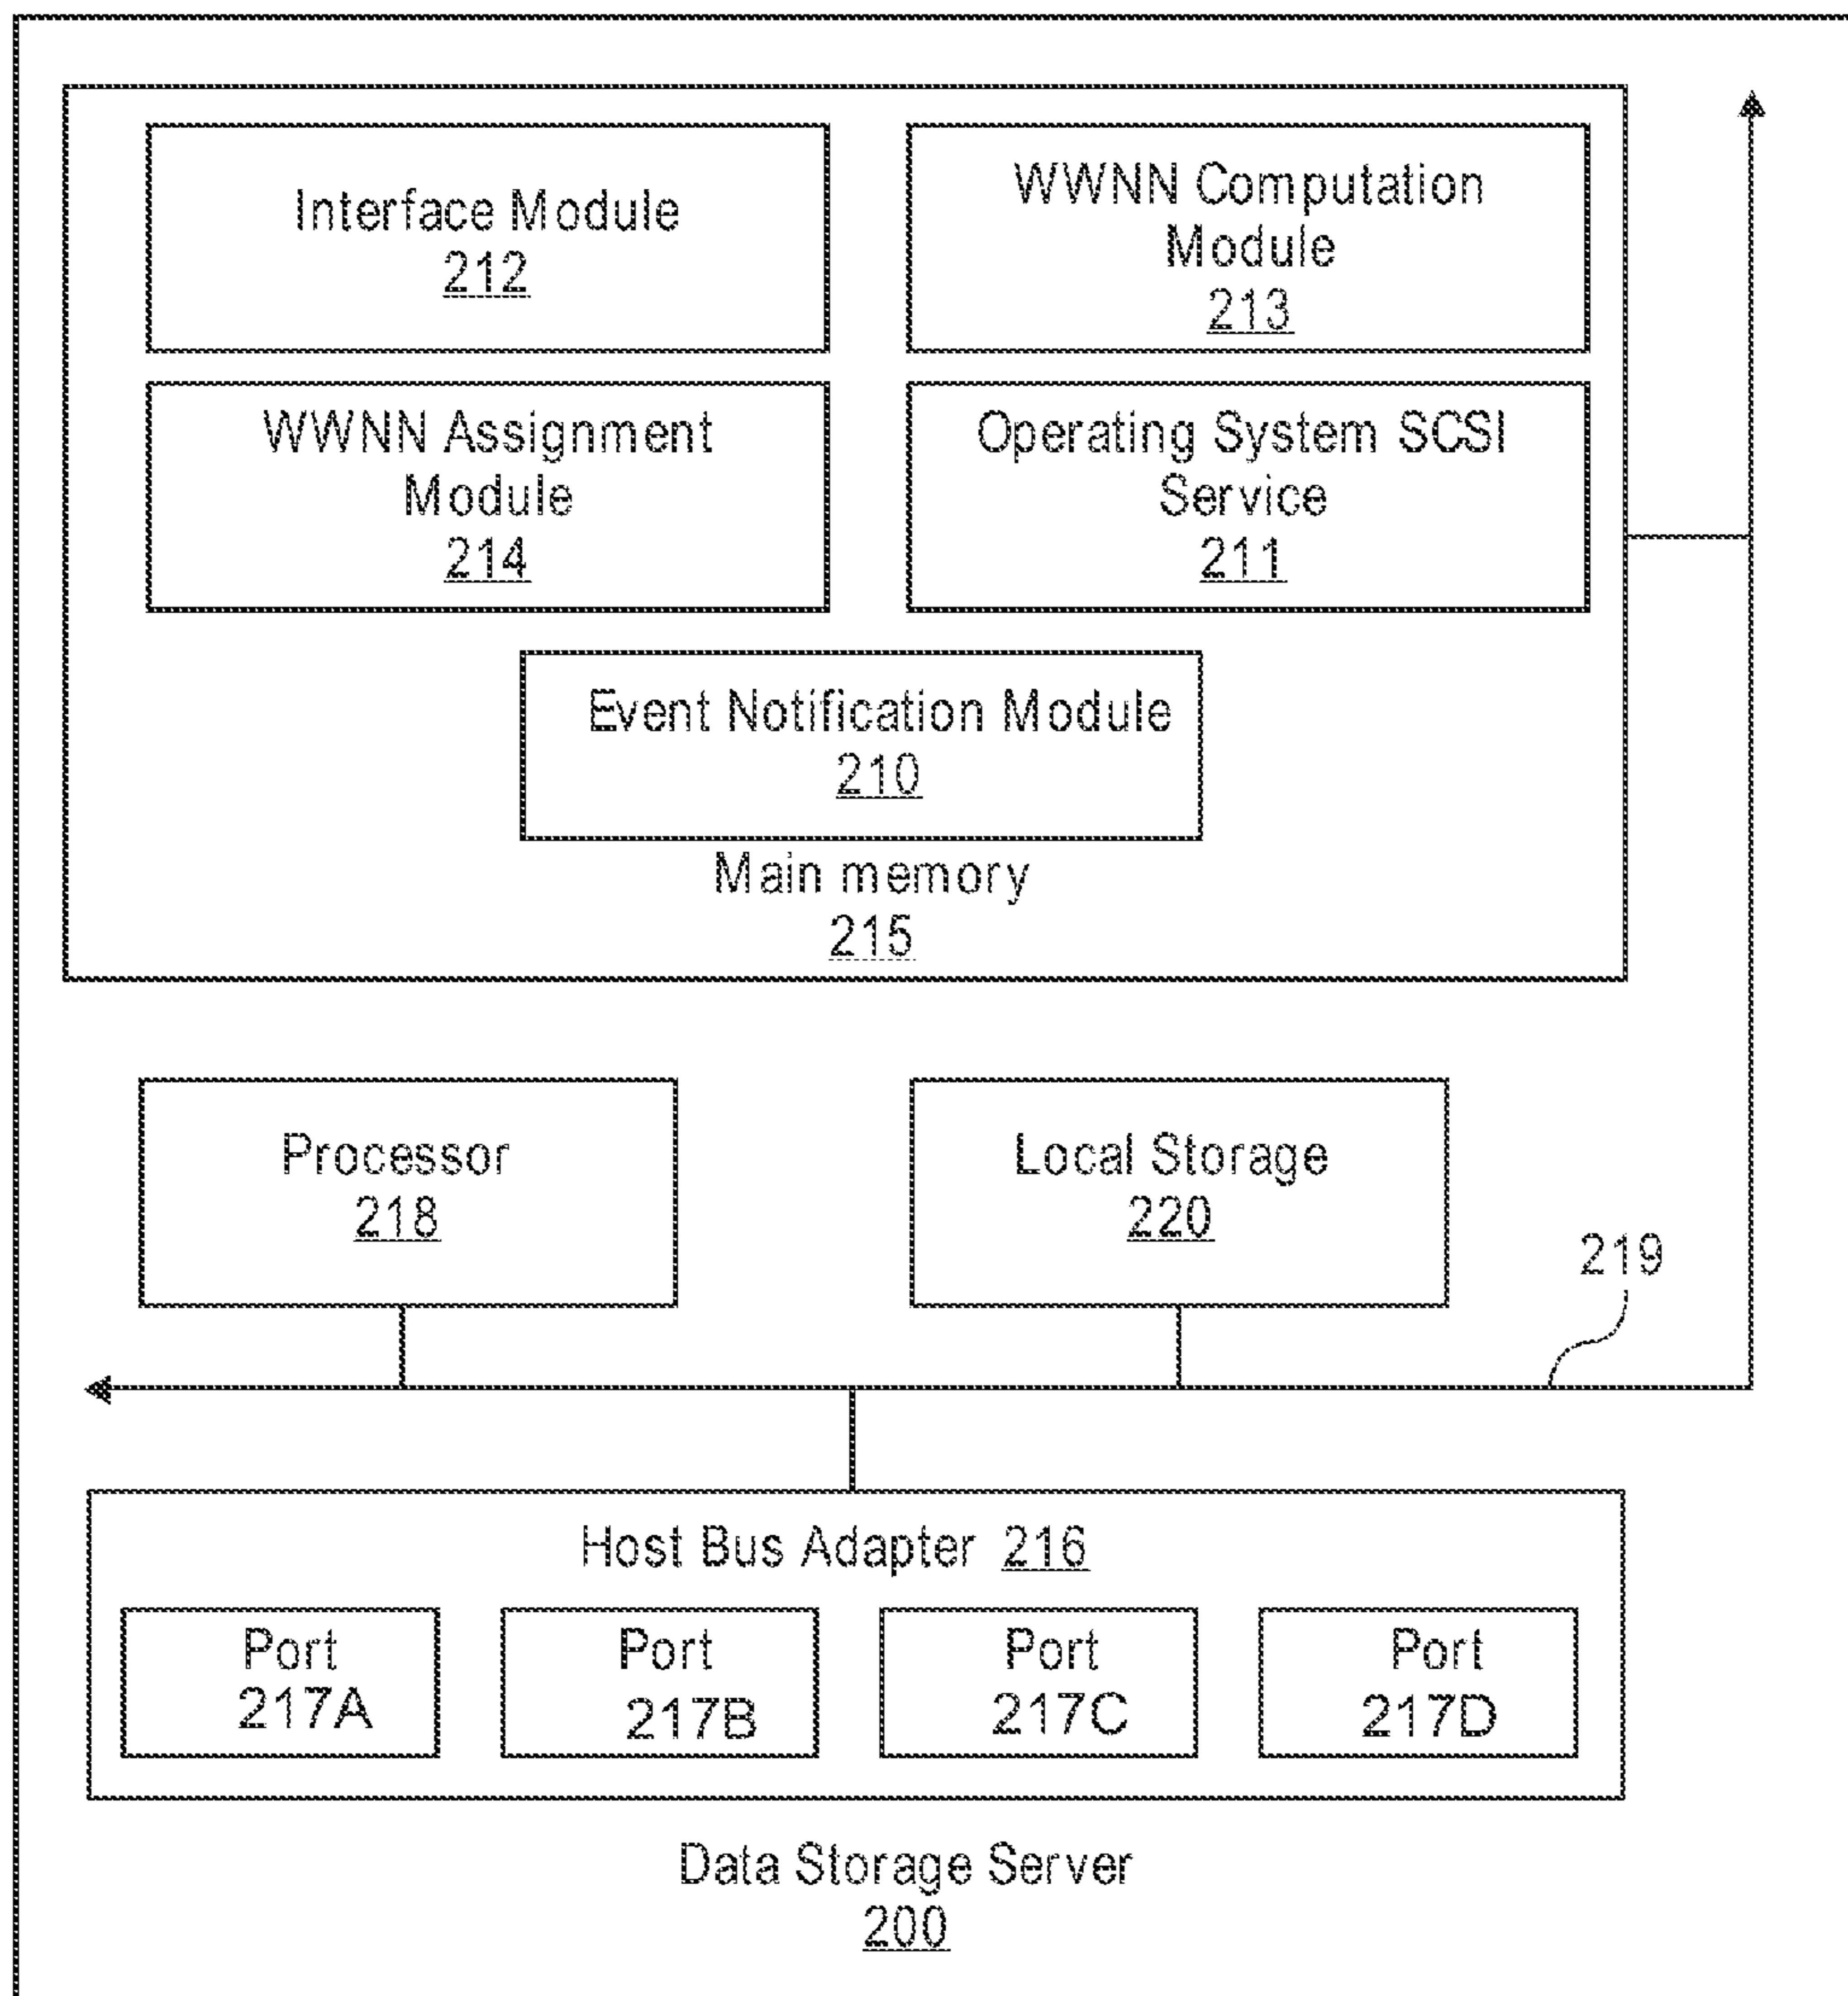 Interface Module
212
WWNN Computation
Module
213
WWNN Assignment
Module
214
Operating System SCSI
Service
211
Event Notification Module
210
Main memory
215
Processor
218
Local Storage
220
219
Host Bus Adapter 216
Port
217A
Port
217B
Port
217C
Port
217D
Data Storage Server
200